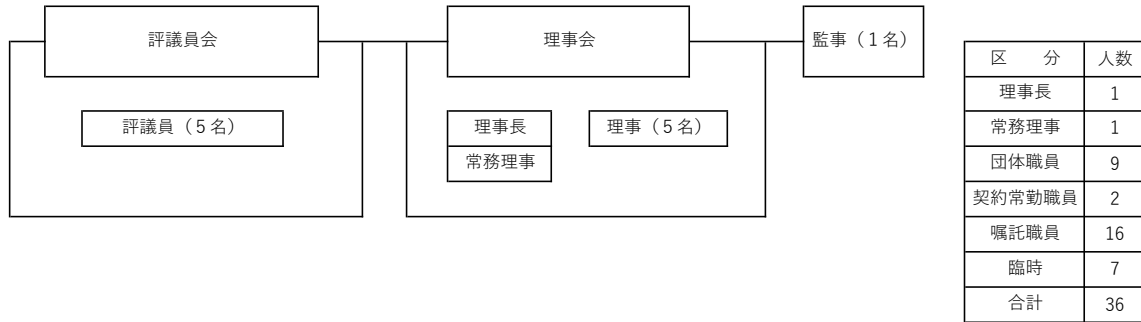 評議員会
理事会
監事（1名）
評議員（5名）
理事長
常務理事
理事（5名）
区　　分 人数
理事長 1
常務理事 1
団体職員 9
契約常勤職員 2
嘱託職員 16
臨時 7
合計 36